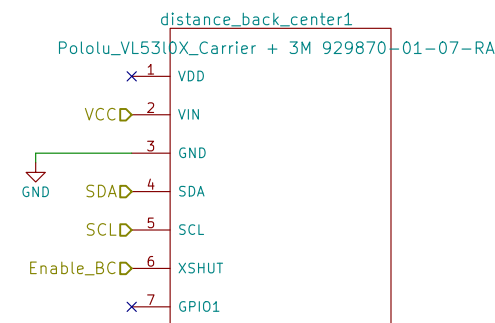 distance_back_center1
Pololu_VL53l0X_Carrier + 3M 929870-01-07-RA
1 VDD
VCC 2 VIN
3 GND
GND
SDA 4 SDA
SCL 5 SCL
Enable_BC 6 XSHUT
7 GPIO1